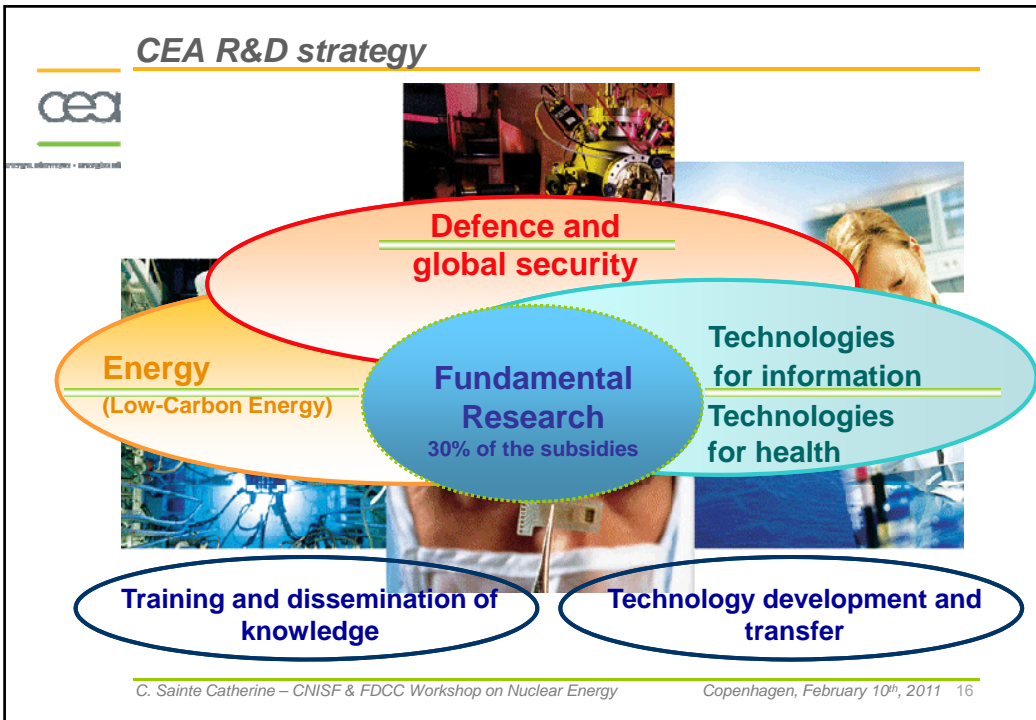 CEA R&D strategy
cea
Defence and
global security
Energy
(Low-Carbon Energy)
Fundamental
Research
30% of the subsidies
Technologies
for information
Technologies
for health
Training and dissemination of
knowledge
Technology development and
transfer
C. Sainte Catherine – CNISF & FDCC Workshop on Nuclear Energy Copenhagen, February 10th, 2011 16